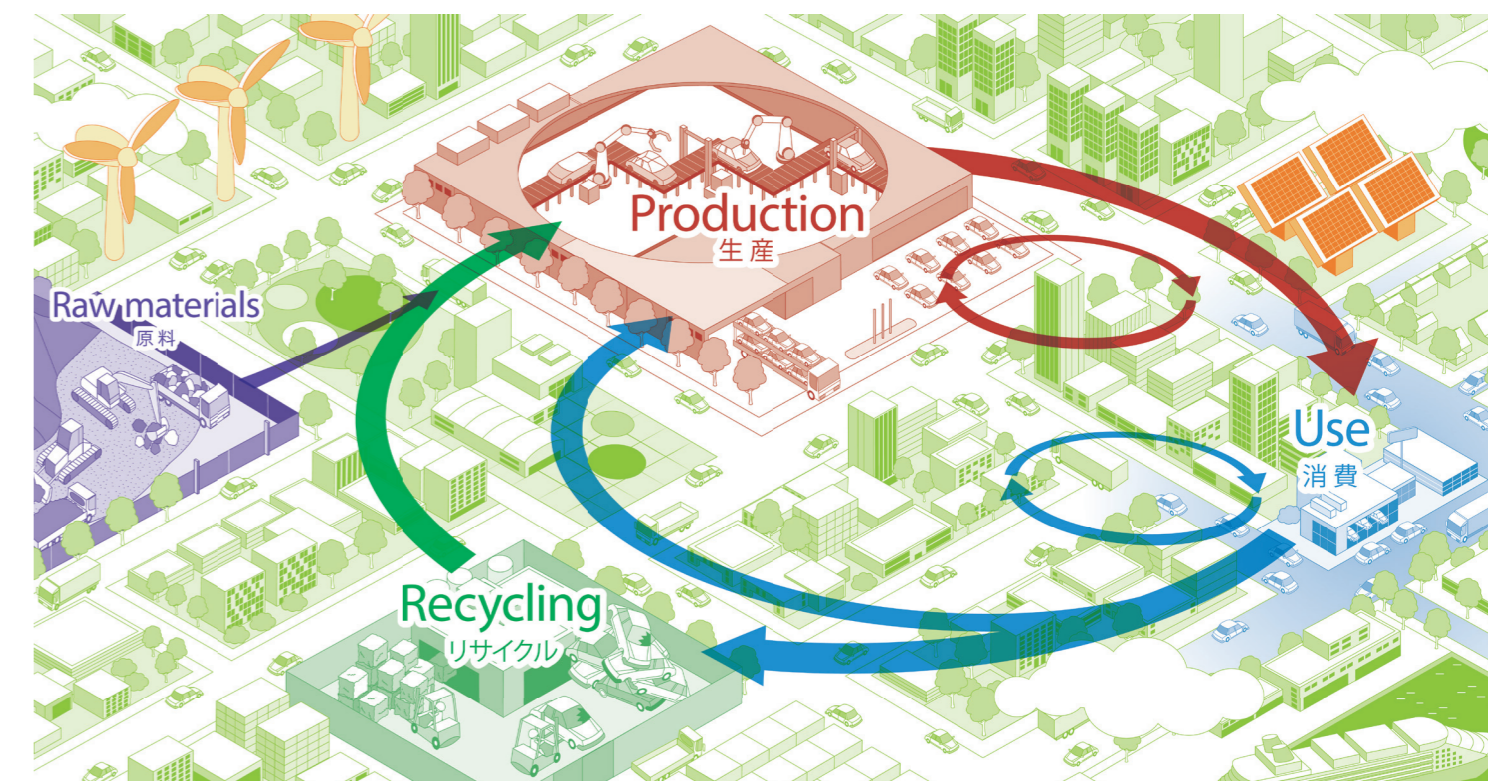 Production
生産
Raw materials
原料
Use
消費
Recycling
リサイクル